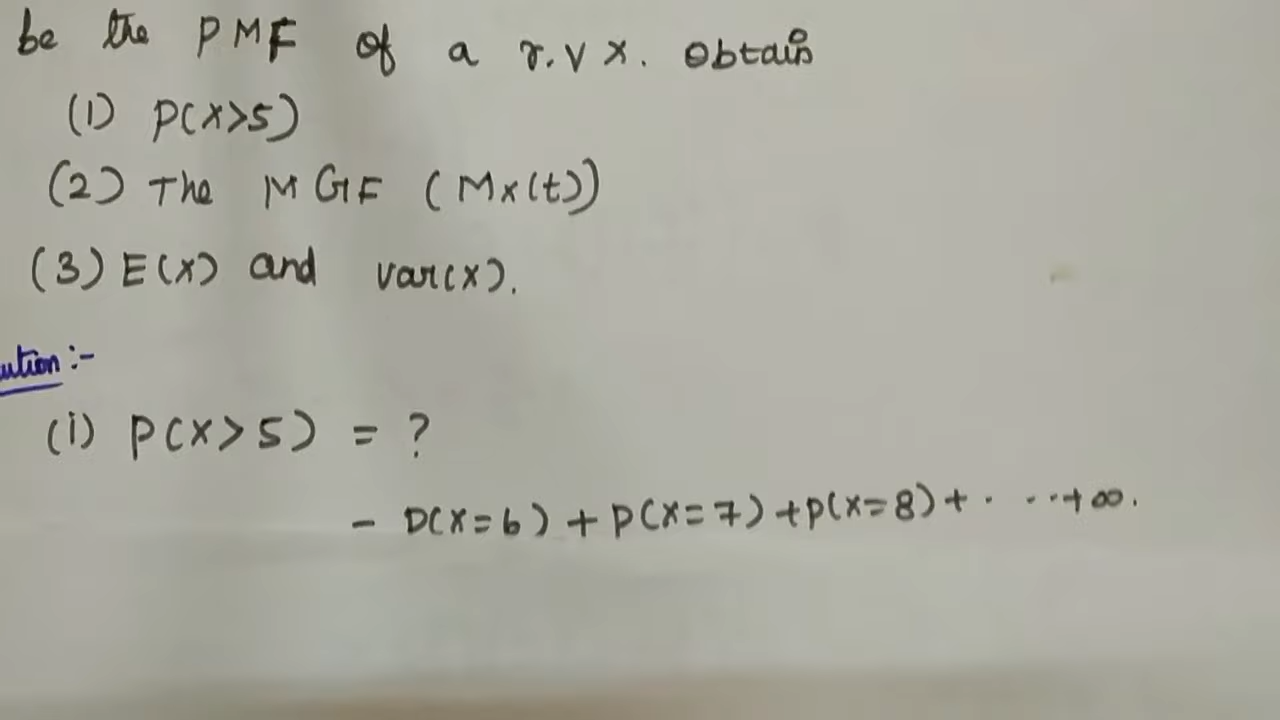 be the PMF of a r.v X. Obtain
(1) P(X>5)
(2) The MGF (Mx(t))
(3) E(X) and var(X).
ution :-
(i) P(X>5) = ?
- P(X=6) + P(X=7) + P(X=8) + · · · + ∞.